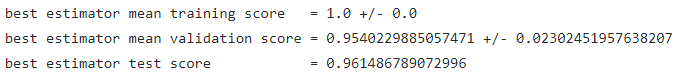 best estimator mean training score   = 1.0 +/- 0.0
best estimator mean validation score = 0.9540229885057471 +/- 0.02302451957638207
best estimator test score            = 0.961486789072996